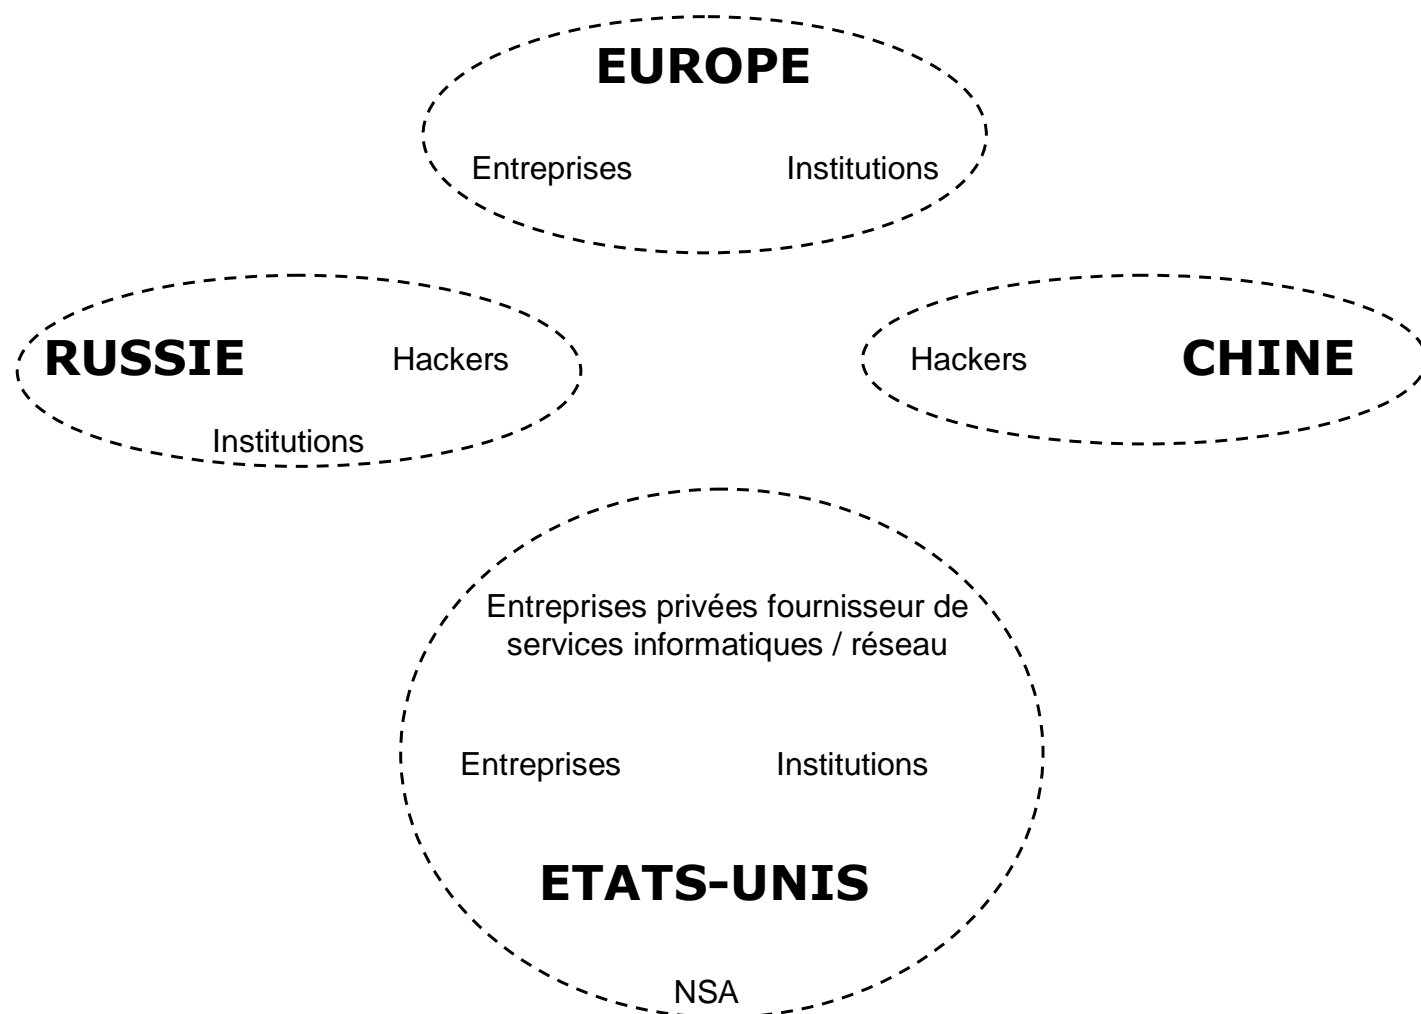 EUROPE
Entreprises
Institutions
RUSSIE
Hackers
Institutions
Hackers
CHINE
Entreprises privées fournisseur de
services informatiques / réseau
Entreprises
Institutions
ETATS-UNIS
NSA